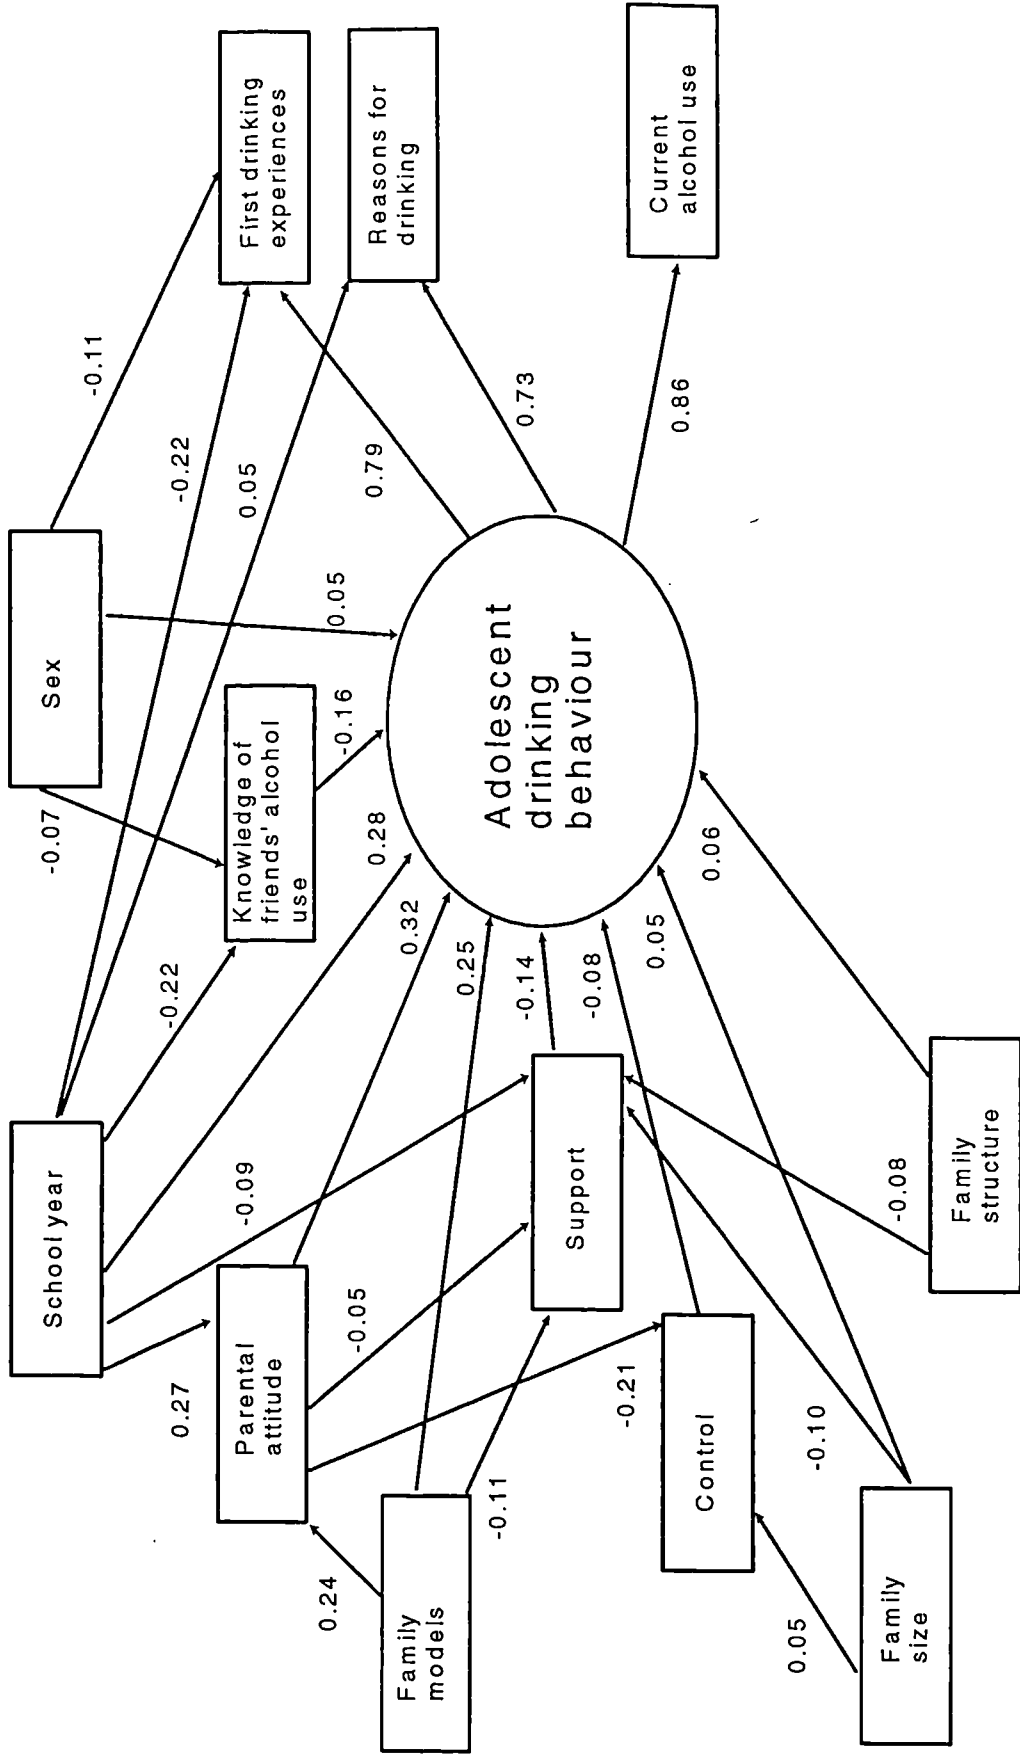 School year
Sex
-0.07
-0.11
-0.22
0.05
-0.22
0.27
-0.09
Parental
attitude
Knowledge of
friends' alcohol
use
First drinking
experiences
0.24
-0.05
0.28
-0.16
0.05
0.79
Family
models
0.32
0.25
Reasons for
drinking
-0.11
-0.14
-0.08
Support
Adolescent
drinking
behaviour
0.73
-0.21
0.05
0.86
Control
0.06
Current
alcohol use
0.05
-0.10
-0.08
Family
size
Family
structure